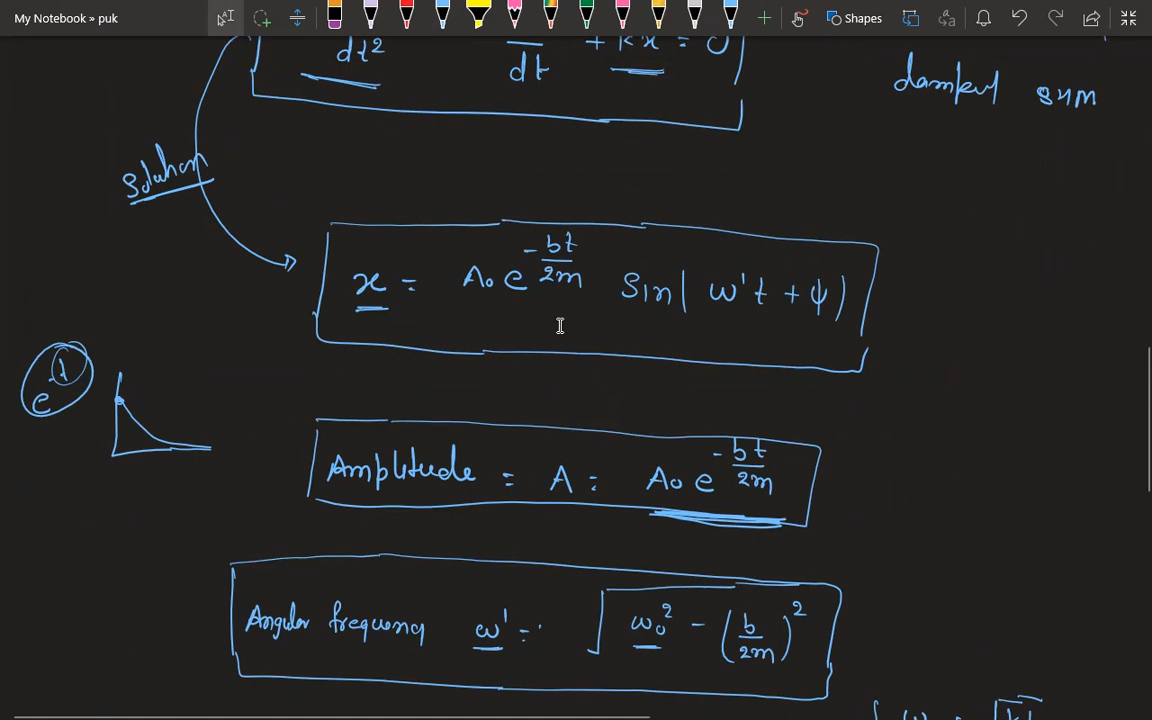 My Notebook » puk
Shapes
dt² dt + kx = 0
damped SHM
Solution
x = A₀ e^(-bt/2m) Sin( ω't + ψ)
e^-λ
Amplitude = A = A₀ e^(-bt/2m)
Angular frequency ω' = √(ω₀² - (b/2m)²)